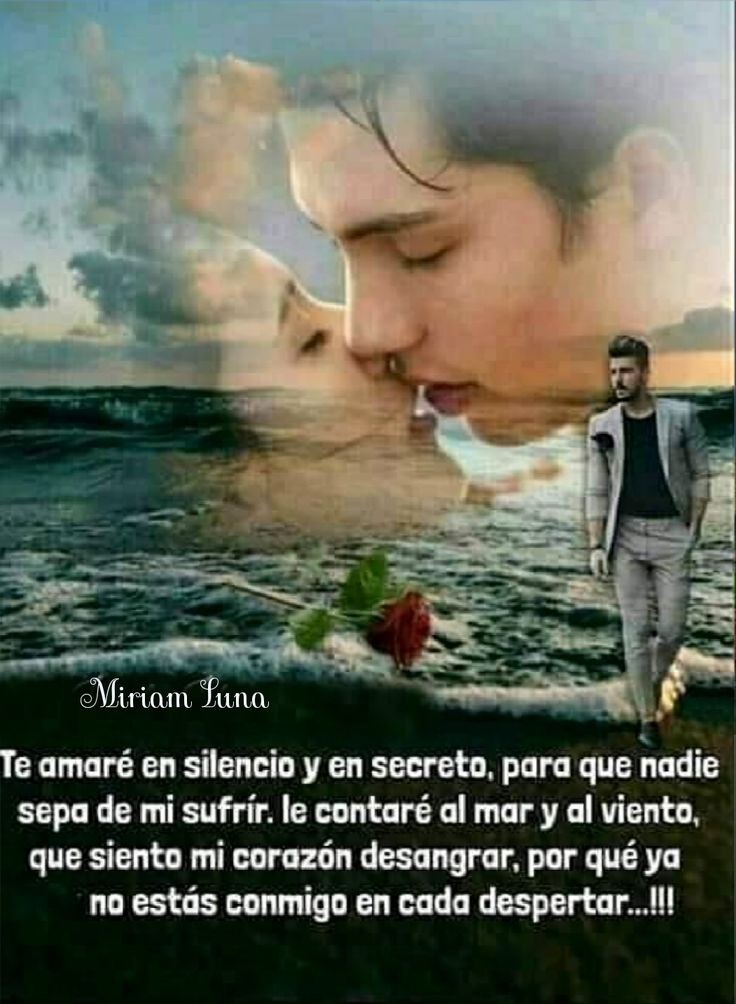 Miriam Luna
Te amaré en silencio y en secreto, para que nadie
sepa de mi sufrír. le contaré al mar y al viento,
que siento mi corazón desangrar, por qué ya
no estás conmigo en cada despertar...!!!